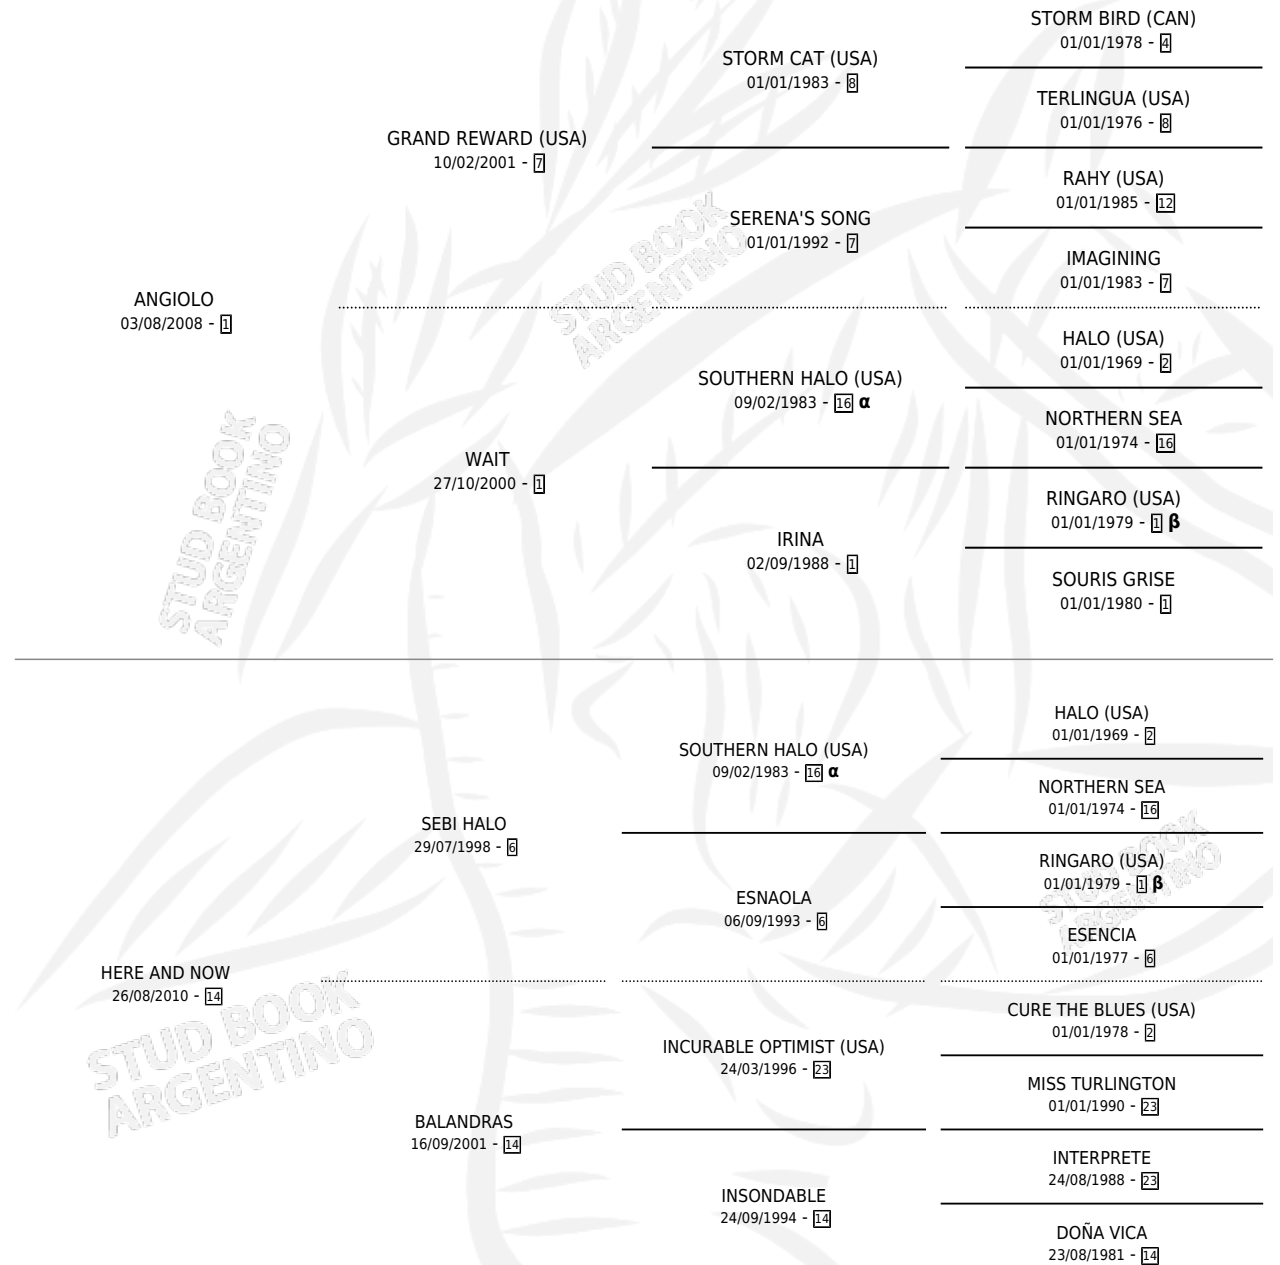 STORM BIRD (CAN)
01/01/1978 - 4
STORM CAT (USA)
01/01/1983 - 8
TERLINGUA (USA)
01/01/1976 - 8
GRAND REWARD (USA)
10/02/2001 - 7
RAHY (USA)
01/01/1985 - 12
SERENA'S SONG
01/01/1992 - 7
IMAGINING
01/01/1983 - 7
STUD BOOK
ARGENTINO
ANGIOLO
03/08/2008 - 1
HALO (USA)
01/01/1969 - 2
SOUTHERN HALO (USA)
09/02/1983 - 16 α
NORTHERN SEA
01/01/1974 - 16
WAIT
27/10/2000 - 1
RINGARO (USA)
01/01/1979 - 1 β
IRINA
02/09/1988 - 1
SOURIS GRISE
01/01/1980 - 1
STUD BOOK
ARGENTINO
HALO (USA)
01/01/1969 - 2
SOUTHERN HALO (USA)
09/02/1983 - 16 α
NORTHERN SEA
01/01/1974 - 16
SEBI HALO
29/07/1998 - 6
RINGARO (USA)
01/01/1979 - 1 β
ESNAOLA
06/09/1993 - 6
ESENCIA
01/01/1977 - 6
STUD BOOK
ARGENTINO
HERE AND NOW
26/08/2010 - 14
CURE THE BLUES (USA)
01/01/1978 - 2
INCURABLE OPTIMIST (USA)
24/03/1996 - 23
MISS TURLINGTON
01/01/1990 - 23
BALANDRAS
16/09/2001 - 14
INTERPRETE
24/08/1988 - 23
INSONDABLE
24/09/1994 - 14
DOÑA VICA
23/08/1981 - 14
STUD BOOK
ARGENTINO